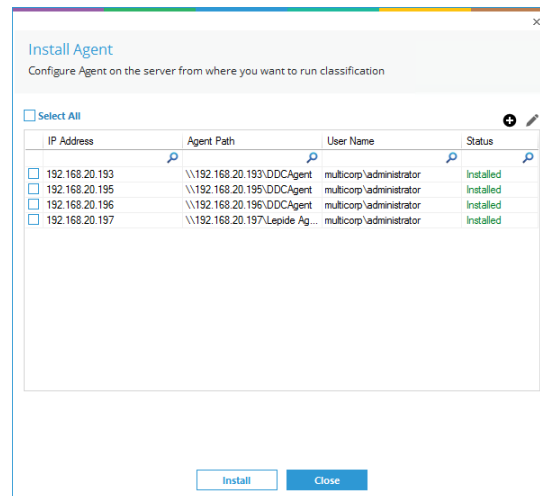 Install Agent
Configure Agent on the server from where you want to run classification
Select All
IP Address Agent Path User Name Status
192.168.20.193 \\192.168.20.193\DDCAgent multicorp\administrator Installed
192.168.20.195 \\192.168.20.195\DDCAgent multicorp\administrator Installed
192.168.20.196 \\192.168.20.196\DDCAgent multicorp\administrator Installed
192.168.20.197 \\192.168.20.197\Lepide Ag... multicorp\administrator Installed
Install Close